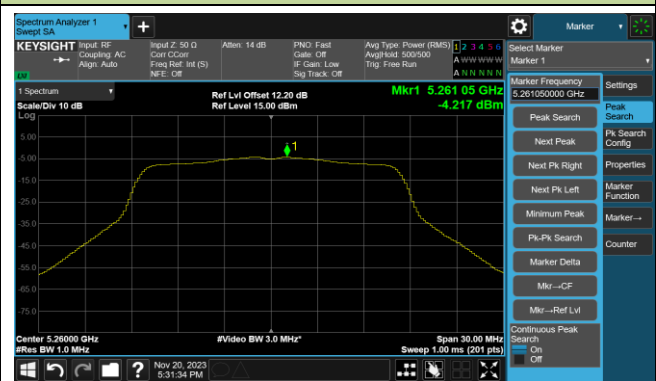 Spectrum Analyzer 1
Swept SA
Marker
KEYSIGHT
Input: RF
Coupling: AC
Align: Auto
Input Z: 50 Ω
Corr CCorr
Freq Ref: Int (S)
NFE: Off
Atten: 14 dB
PNO: Fast
Gate: Off
IF Gain: Low
Sig Track: Off
Avg Type: Power (RMS)
Avg|Hold: 500/500
Trig: Free Run
1 2 3 4 5 6
A W W W W W
A N N N N N
Select Marker
Marker 1
LXI
1 Spectrum
Scale/Div 10 dB
Log
Ref Lvl Offset 12.20 dB
Ref Level 15.00 dBm
Mkr1 5.261 05 GHz
-4.217 dBm
Marker Frequency
5.261050000 GHz
Peak Search
Next Peak
Next Pk Right
Next Pk Left
Minimum Peak
Pk-Pk Search
Marker Delta
Mkr→CF
Mkr→Ref Lvl
Continuous Peak
Search
On
Off
Settings
Peak
Search
Pk Search
Config
Properties
Marker
Function
Marker→
Counter
5.00
-5.00
-15.0
-25.0
-35.0
-45.0
-55.0
-65.0
-75.0
1
Center 5.26000 GHz
#Res BW 1.0 MHz
#Video BW 3.0 MHz*
Span 30.00 MHz
Sweep 1.00 ms (201 pts)
?
Nov 20, 2023
5:31:34 PM